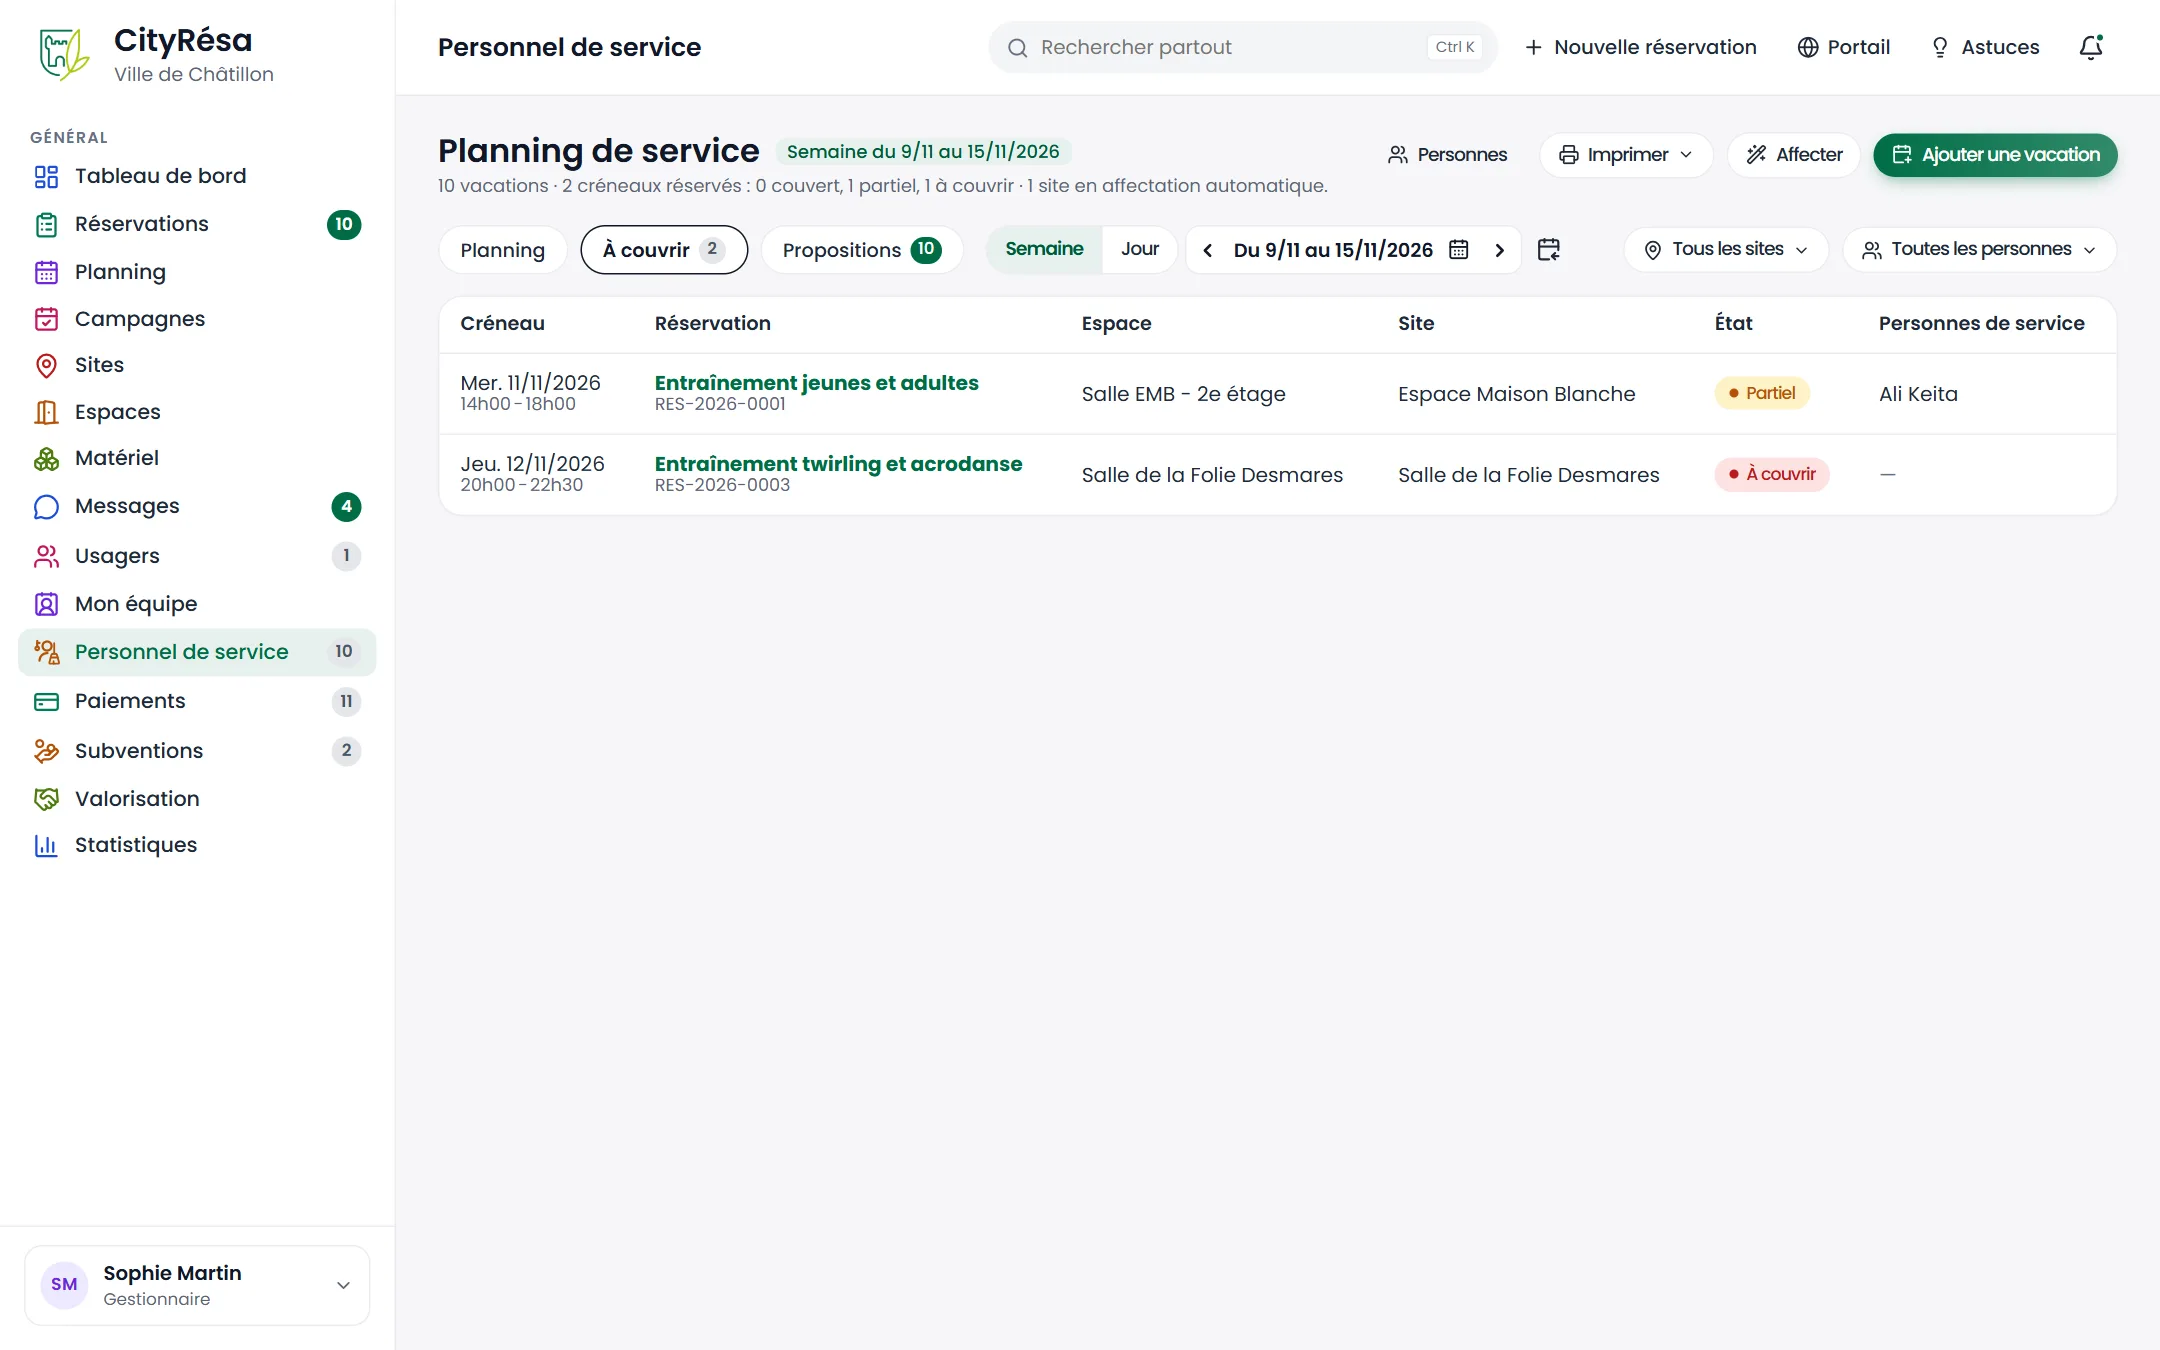 CityRésa
Ville de Châtillon
GÉNÉRAL
Tableau de bord
Réservations 10
Planning
Campagnes
Sites
Espaces
Matériel
Messages 4
Usagers 1
Mon équipe
Personnel de service 10
Paiements 11
Subventions 2
Valorisation
Statistiques
SM
Sophie Martin
Gestionnaire
Personnel de service
Rechercher partout Ctrl K
Nouvelle réservation
Portail
Astuces
Planning de service Semaine du 9/11 au 15/11/2026
10 vacations · 2 créneaux réservés : 0 couvert, 1 partiel, 1 à couvrir · 1 site en affectation automatique.
Personnes
Imprimer
Affecter
Ajouter une vacation
Planning
À couvrir 2
Propositions 10
Semaine
Jour
Du 9/11 au 15/11/2026
Tous les sites
Toutes les personnes
Créneau Réservation Espace Site État Personnes de service
Mer. 11/11/2026
14h00 – 18h00
Entraînement jeunes et adultes
RES-2026-0001
Salle EMB - 2e étage
Espace Maison Blanche
Partiel
Ali Keita
Jeu. 12/11/2026
20h00 – 22h30
Entraînement twirling et acrodanse
RES-2026-0003
Salle de la Folie Desmares
Salle de la Folie Desmares
À couvrir
—